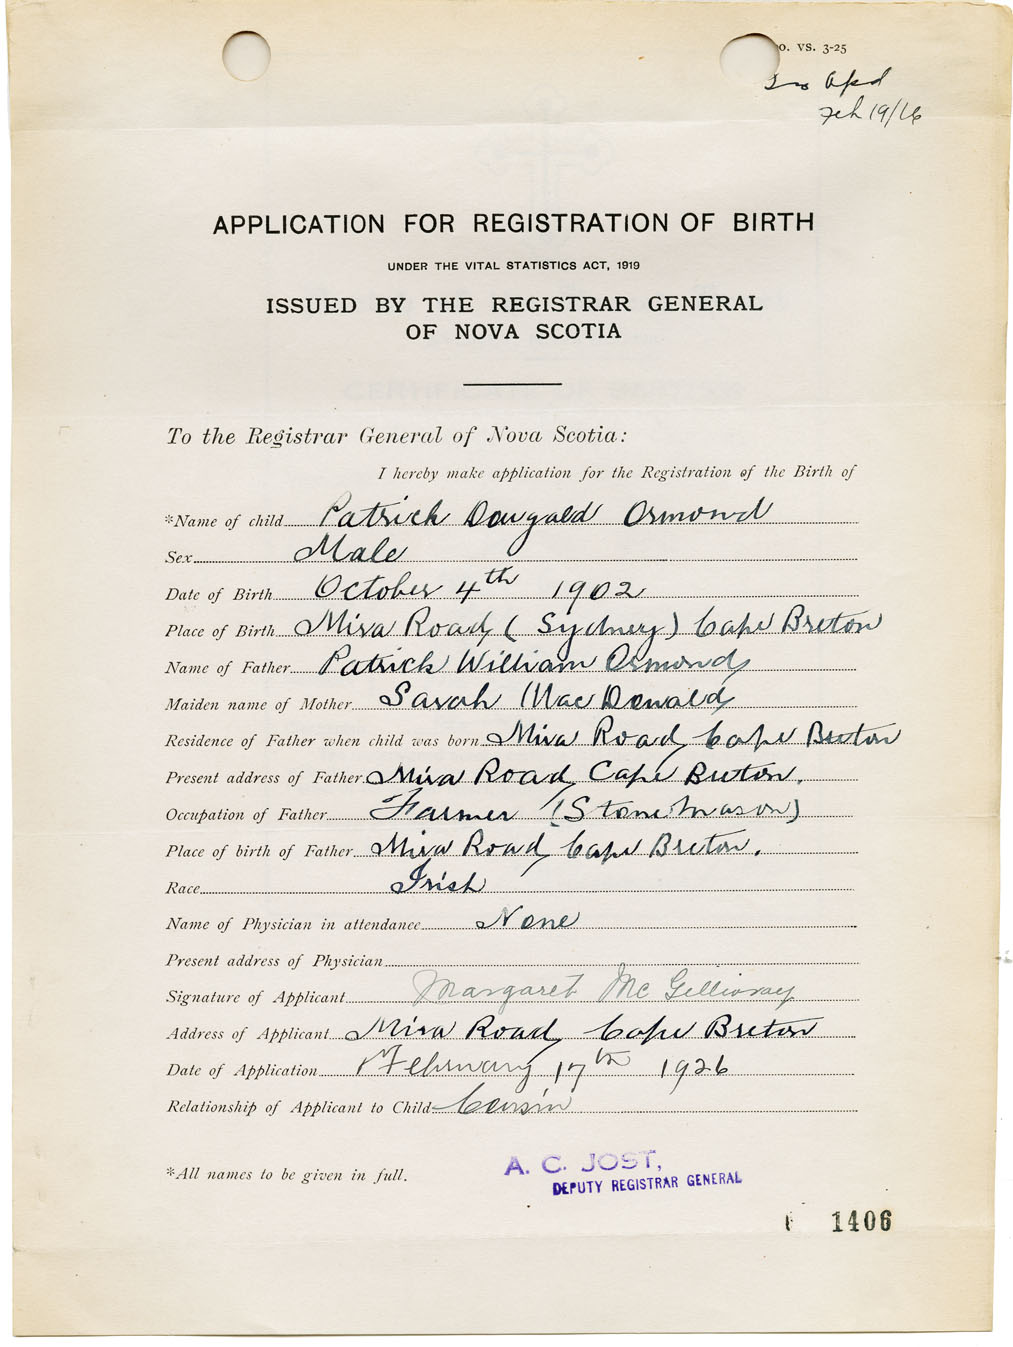 o. VS. 3-25
Feb 19/26
APPLICATION FOR REGISTRATION OF BIRTH
UNDER THE VITAL STATISTICS ACT, 1919
ISSUED BY THE REGISTRAR GENERAL
OF NOVA SCOTIA
To the Registrar General of Nova Scotia:
I hereby make application for the Registration of the Birth of
*Name of child Patrick Dougald Ormond
Sex Male
Date of Birth October 4th 1902
Place of Birth Mira Road, (Sydney) Cape Breton
Name of Father Patrick William Ormond
Maiden name of Mother Sarah MacDonald
Residence of Father when child was born Mira Road, Cape Breton
Present address of Father Mira Road, Cape Breton.
Occupation of Father Farmer (Stone Mason)
Place of birth of Father Mira Road, Cape Breton.
Race Irish
Name of Physician in attendance None
Present address of Physician
Signature of Applicant Margaret McGillivray
Address of Applicant Mira Road, Cape Breton
Date of Application February 17th 1926
Relationship of Applicant to Child Cousin
*All names to be given in full.
A. C. JOST,
DEPUTY REGISTRAR GENERAL
1406